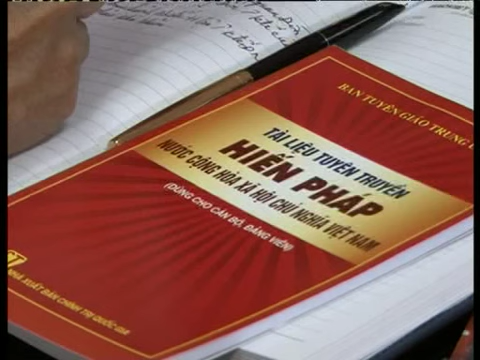 BAN TUYÊN GIÁO TRUNG
TÀI LIỆU TUYÊN TRUYỀN
HIẾN PHÁP
NƯỚC CỘNG HÒA XÃ HỘI CHỦ NGHĨA VIỆT NAM
(DÙNG CHO CÁN BỘ, ĐẢNG VIÊN)
NHÀ XUẤT BẢN CHÍNH TRỊ QUỐC GIA